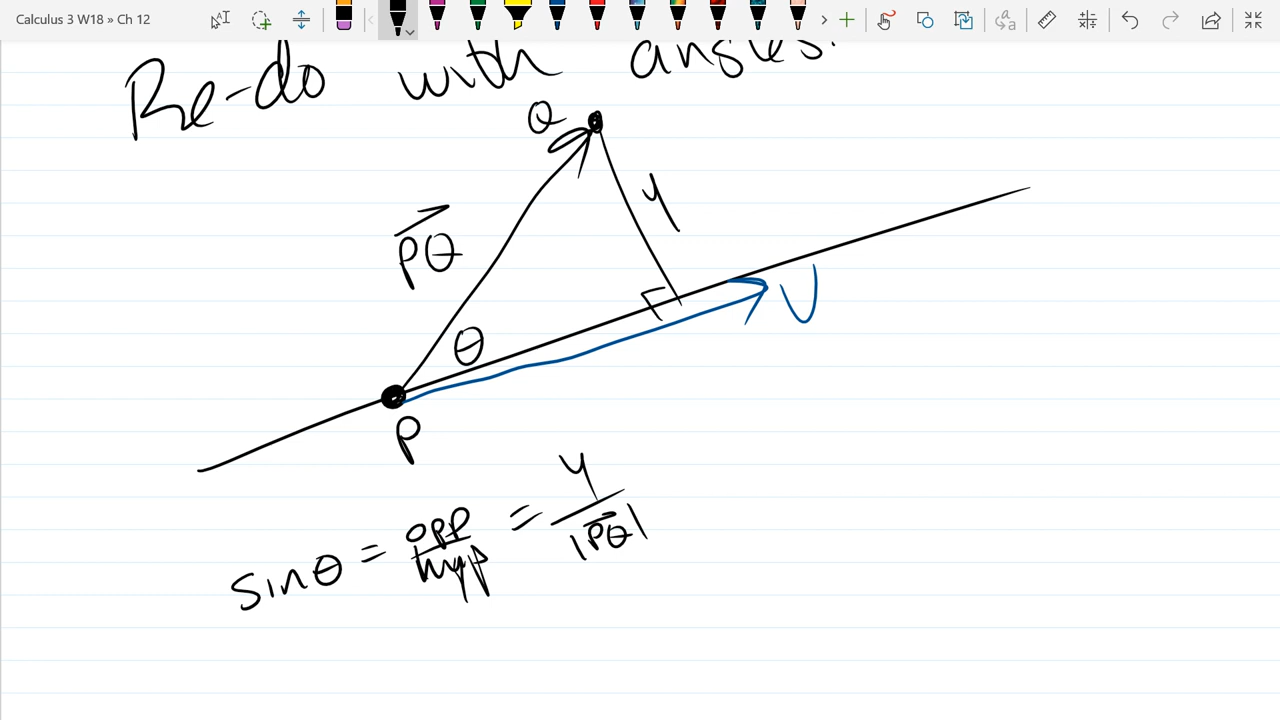 Calculus 3 W18 » Ch 12
Re-do with angles.
Q
y
PQ
U
θ
P
sinθ = opp/hyp = y/|PQ|